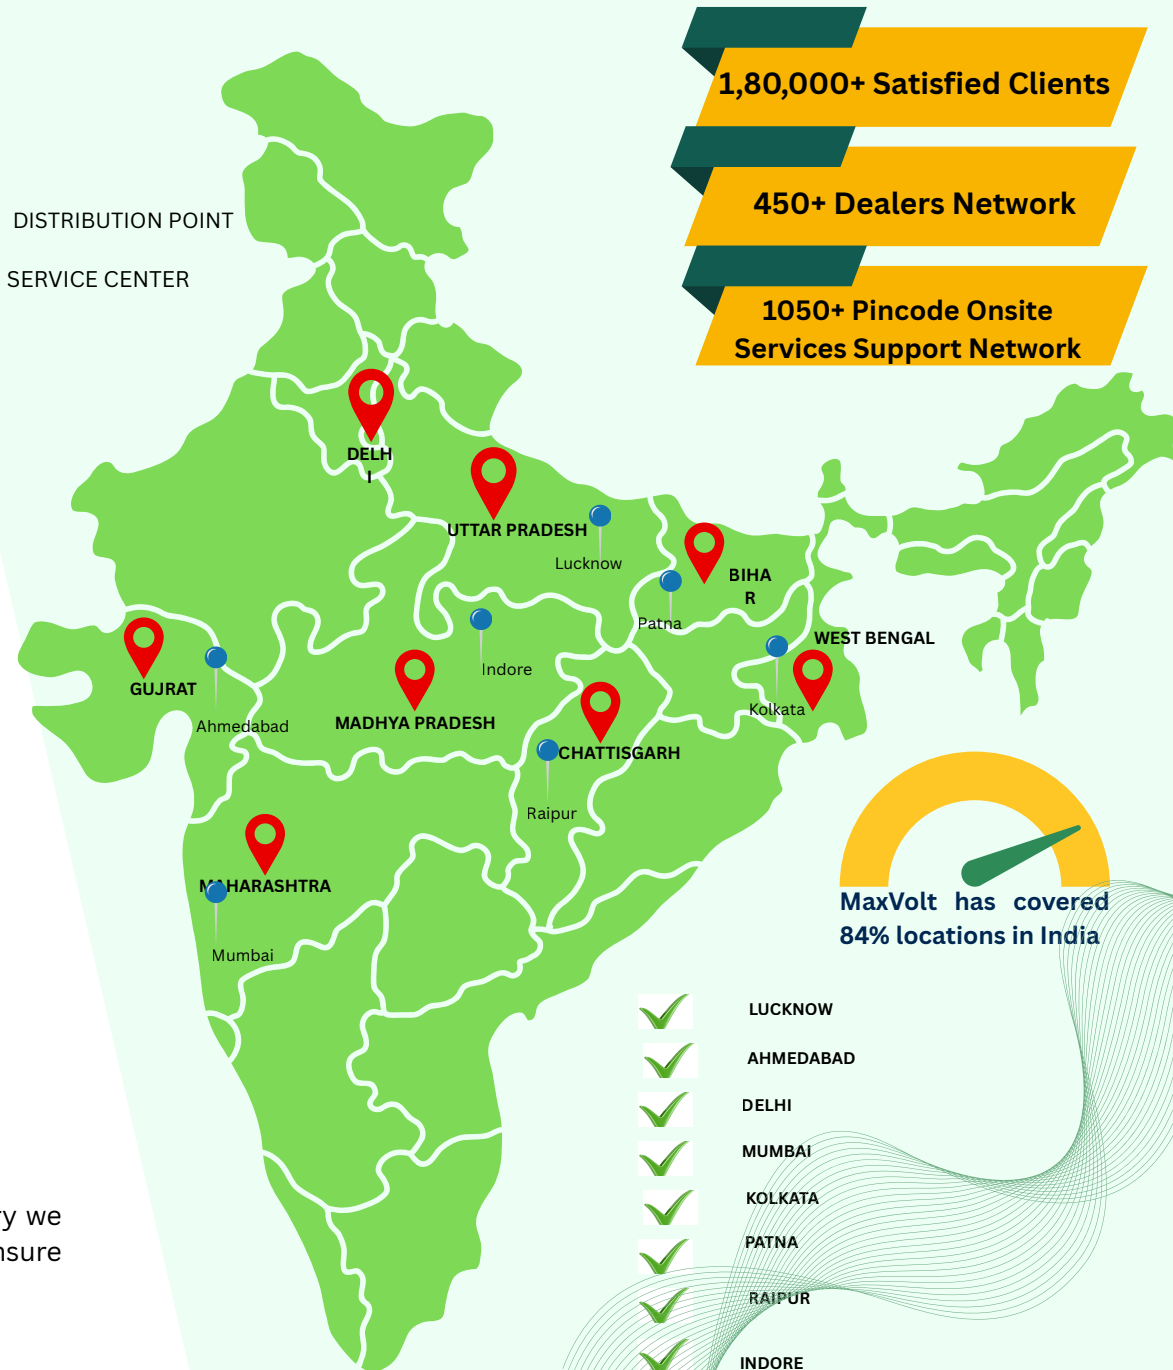 1,80,000+ Satisfied Clients
450+ Dealers Network
DISTRIBUTION POINT
SERVICE CENTER
1050+ Pincode Onsite
Services Support Network
DELH
I
UTTAR PRADESH
Lucknow
BIHA
R
Patna
WEST BENGAL
Kolkata
Indore
GUJRAT
Ahmedabad
MADHYA PRADESH
CHATTISGARH
Raipur
MAHARASHTRA
Mumbai
MaxVolt has covered
84% locations in India
LUCKNOW
AHMEDABAD
DELHI
MUMBAI
KOLKATA
PATNA
RAIPUR
INDORE
we